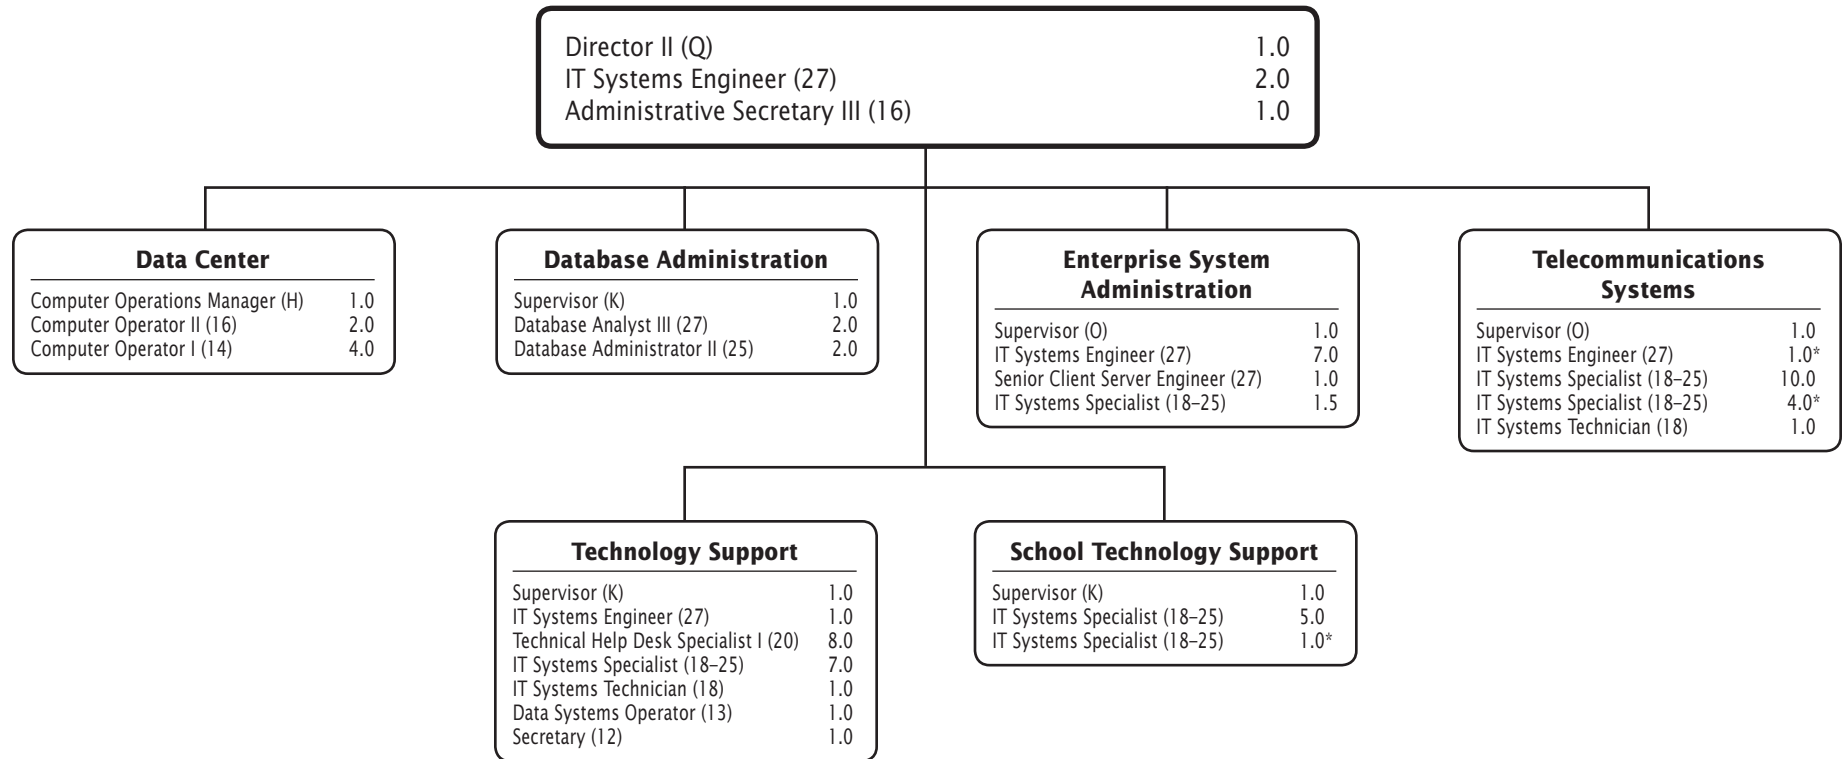 Director II (Q) 1.0
IT Systems Engineer (27) 2.0
Administrative Secretary III (16) 1.0
Data Center
Computer Operations Manager (H) 1.0
Computer Operator II (16) 2.0
Computer Operator I (14) 4.0
Database Administration
Supervisor (K) 1.0
Database Analyst III (27) 2.0
Database Administrator II (25) 2.0
Enterprise System
Administration
Supervisor (O) 1.0
IT Systems Engineer (27) 7.0
Senior Client Server Engineer (27) 1.0
IT Systems Specialist (18–25) 1.5
Telecommunications
Systems
Supervisor (O) 1.0
IT Systems Engineer (27) 1.0*
IT Systems Specialist (18–25) 10.0
IT Systems Specialist (18–25) 4.0*
IT Systems Technician (18) 1.0
Technology Support
Supervisor (K) 1.0
IT Systems Engineer (27) 1.0
Technical Help Desk Specialist I (20) 8.0
IT Systems Specialist (18–25) 7.0
IT Systems Technician (18) 1.0
Data Systems Operator (13) 1.0
Secretary (12) 1.0
School Technology Support
Supervisor (K) 1.0
IT Systems Specialist (18–25) 5.0
IT Systems Specialist (18–25) 1.0*